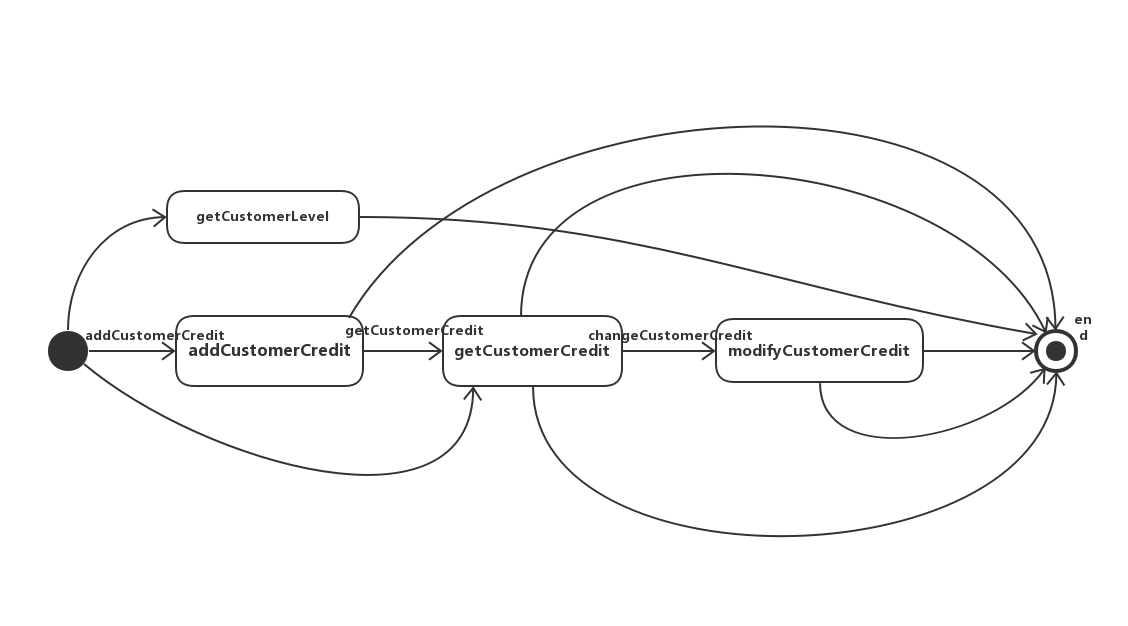 getCustomerLevel
addCustomerCredit
addCustomerCredit
getCustomerCredit
getCustomerCredit
changeCustomerCredit
modifyCustomerCredit
en
d